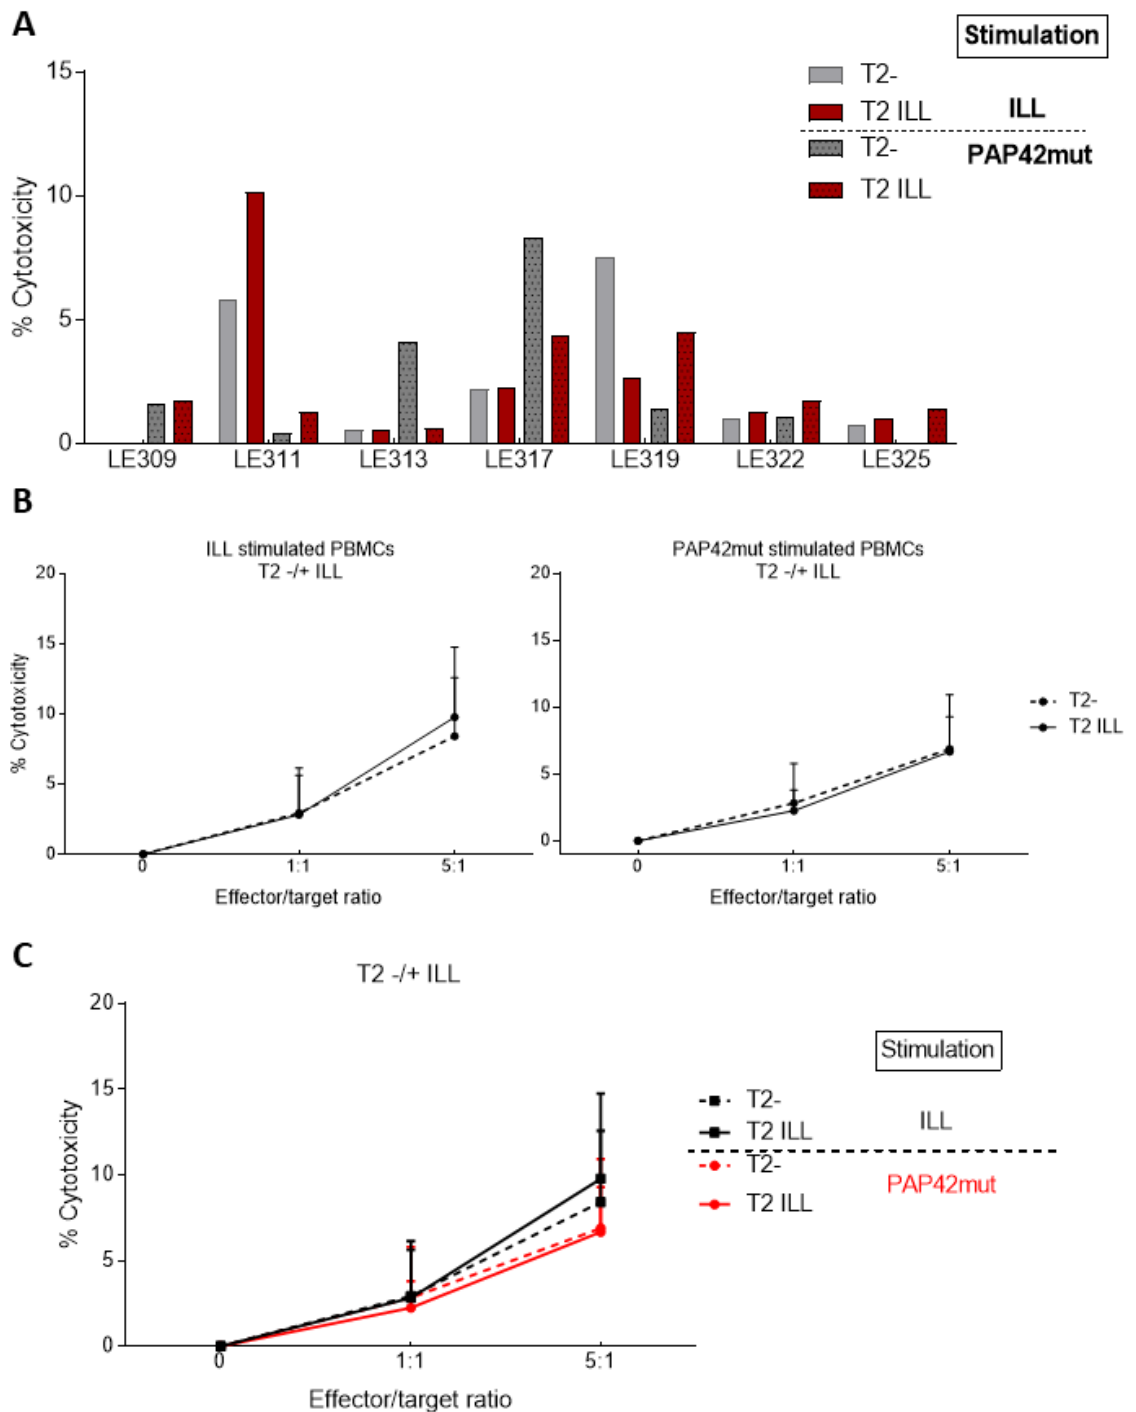 A
Stimulation
T2-
T2 ILL
ILL
T2-
PAP42mut
T2 ILL
% Cytotoxicity
15
10
5
0
LE309 LE311 LE313 LE317 LE319 LE322 LE325
B
ILL stimulated PBMCs
T2 -/+ ILL
% Cytotoxicity
20
15
10
5
0
0 1:1 5:1
Effector/target ratio
PAP42mut stimulated PBMCs
T2 -/+ ILL
20
15
10
5
0
0 1:1 5:1
Effector/target ratio
T2-
T2 ILL
C
T2 -/+ ILL
% Cytotoxicity
20
15
10
5
0
0 1:1 5:1
Effector/target ratio
Stimulation
T2-
T2 ILL
ILL
T2-
PAP42mut
T2 ILL